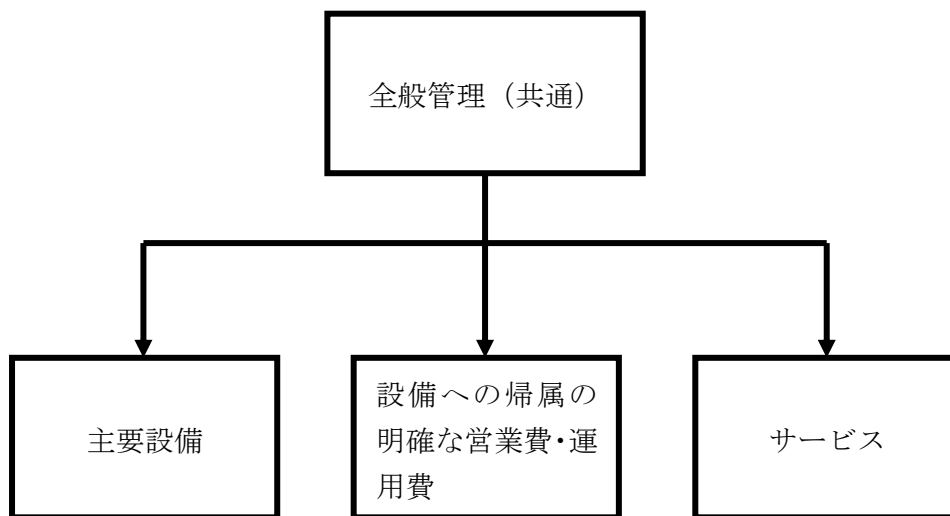 全般管理（共通）
主要設備
設備への帰属の
明確な営業費・運
用費
サービス